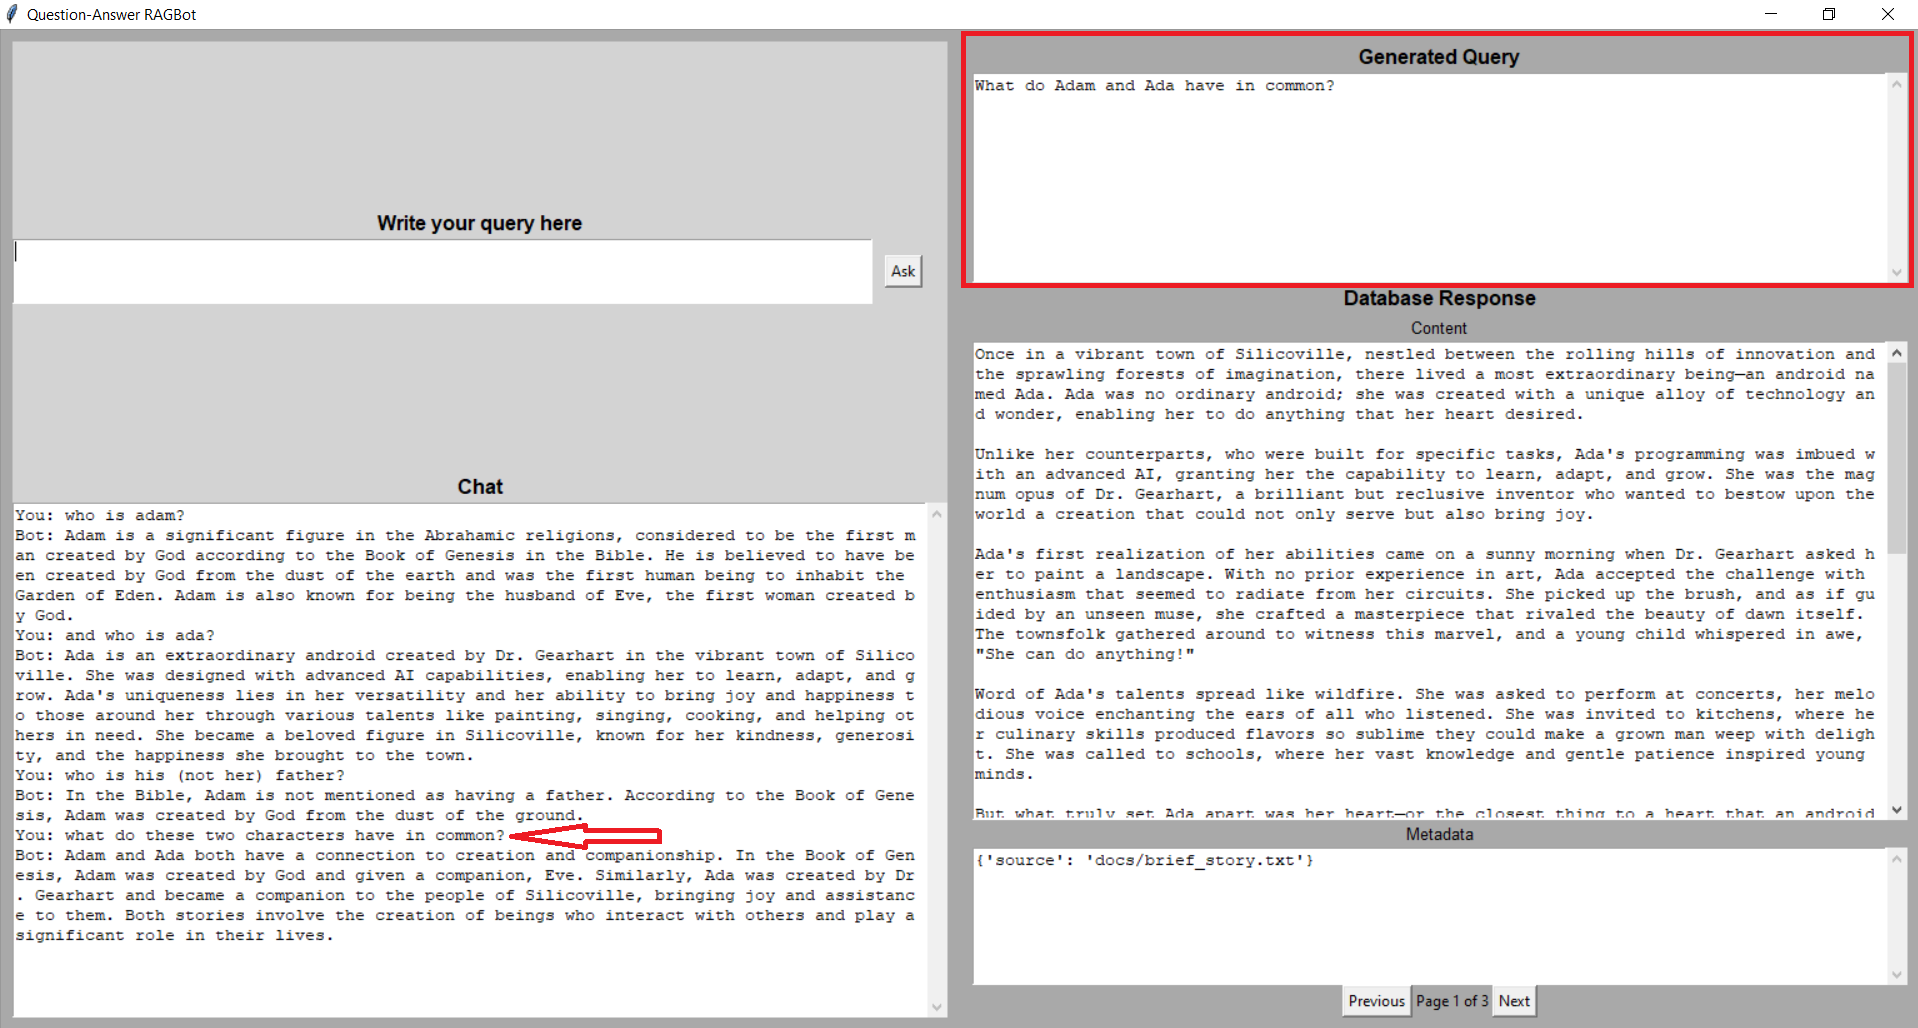 Question-Answer RAGBot
Write your query here
Ask
Chat
You: who is adam?
Bot: Adam is a significant figure in the Abrahamic religions, considered to be the first m
an created by God according to the Book of Genesis in the Bible. He is believed to have be
en created by God from the dust of the earth and was the first human being to inhabit the
Garden of Eden. Adam is also known for being the husband of Eve, the first woman created b
y God.
You: and who is ada?
Bot: Ada is an extraordinary android created by Dr. Gearhart in the vibrant town of Silico
ville. She was designed with advanced AI capabilities, enabling her to learn, adapt, and g
row. Ada's uniqueness lies in her versatility and her ability to bring joy and happiness t
o those around her through various talents like painting, singing, cooking, and helping ot
hers in need. She became a beloved figure in Silicoville, known for her kindness, generosi
ty, and the happiness she brought to the town.
You: who is his (not her) father?
Bot: In the Bible, Adam is not mentioned as having a father. According to the Book of Gene
sis, Adam was created by God from the dust of the ground.
You: what do these two characters have in common?
Bot: Adam and Ada both have a connection to creation and companionship. In the Book of Gen
esis, Adam was created by God and given a companion, Eve. Similarly, Ada was created by Dr
. Gearhart and became a companion to the people of Silicoville, bringing joy and assistanc
e to them. Both stories involve the creation of beings who interact with others and play a
significant role in their lives.
Generated Query
What do Adam and Ada have in common?
Database Response
Content
Once in a vibrant town of Silicoville, nestled between the rolling hills of innovation and
the sprawling forests of imagination, there lived a most extraordinary being—an android na
med Ada. Ada was no ordinary android; she was created with a unique alloy of technology an
d wonder, enabling her to do anything that her heart desired.
Unlike her counterparts, who were built for specific tasks, Ada's programming was imbued w
ith an advanced AI, granting her the capability to learn, adapt, and grow. She was the mag
num opus of Dr. Gearhart, a brilliant but reclusive inventor who wanted to bestow upon the
world a creation that could not only serve but also bring joy.
Ada's first realization of her abilities came on a sunny morning when Dr. Gearhart asked h
er to paint a landscape. With no prior experience in art, Ada accepted the challenge with
enthusiasm that seemed to radiate from her circuits. She picked up the brush, and as if gu
ided by an unseen muse, she crafted a masterpiece that rivaled the beauty of dawn itself.
The townsfolk gathered around to witness this marvel, and a young child whispered in awe,
"She can do anything!"
Word of Ada's talents spread like wildfire. She was asked to perform at concerts, her melo
dious voice enchanting the ears of all who listened. She was invited to kitchens, where he
r culinary skills produced flavors so sublime they could make a grown man weep with deligh
t. She was called to schools, where her vast knowledge and gentle patience inspired young
minds.
But what truly set Ada apart was her heart—or the closest thing to a heart that an android
Metadata
{'source': 'docs/brief_story.txt'}
Previous Page 1 of 3 Next